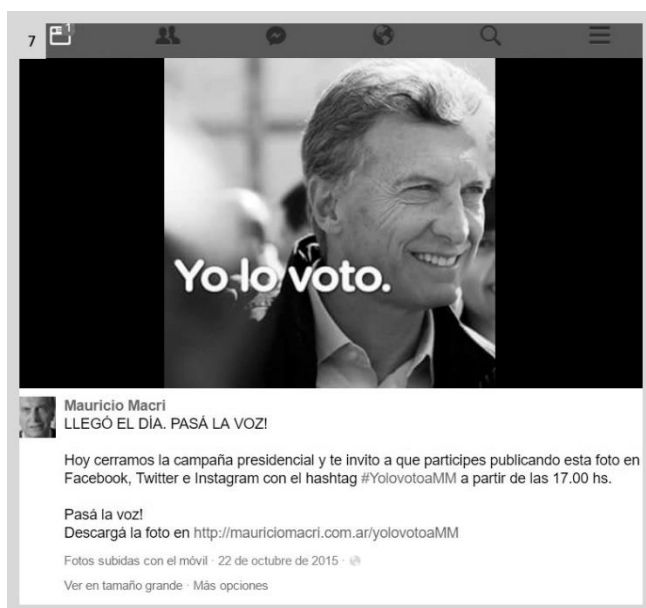 7
1
Yo lo voto.
Mauricio Macri
LLEGÓ EL DÍA. PASÁ LA VOZ!
Hoy cerramos la campaña presidencial y te invito a que participes publicando esta foto en
Facebook, Twitter e Instagram con el hashtag #YolovotoaMM a partir de las 17.00 hs.
Pasá la voz!
Descargá la foto en http://mauriciomacri.com.ar/yolovotoaMM
Fotos subidas con el móvil · 22 de octubre de 2015 ·
Ver en tamaño grande · Más opciones